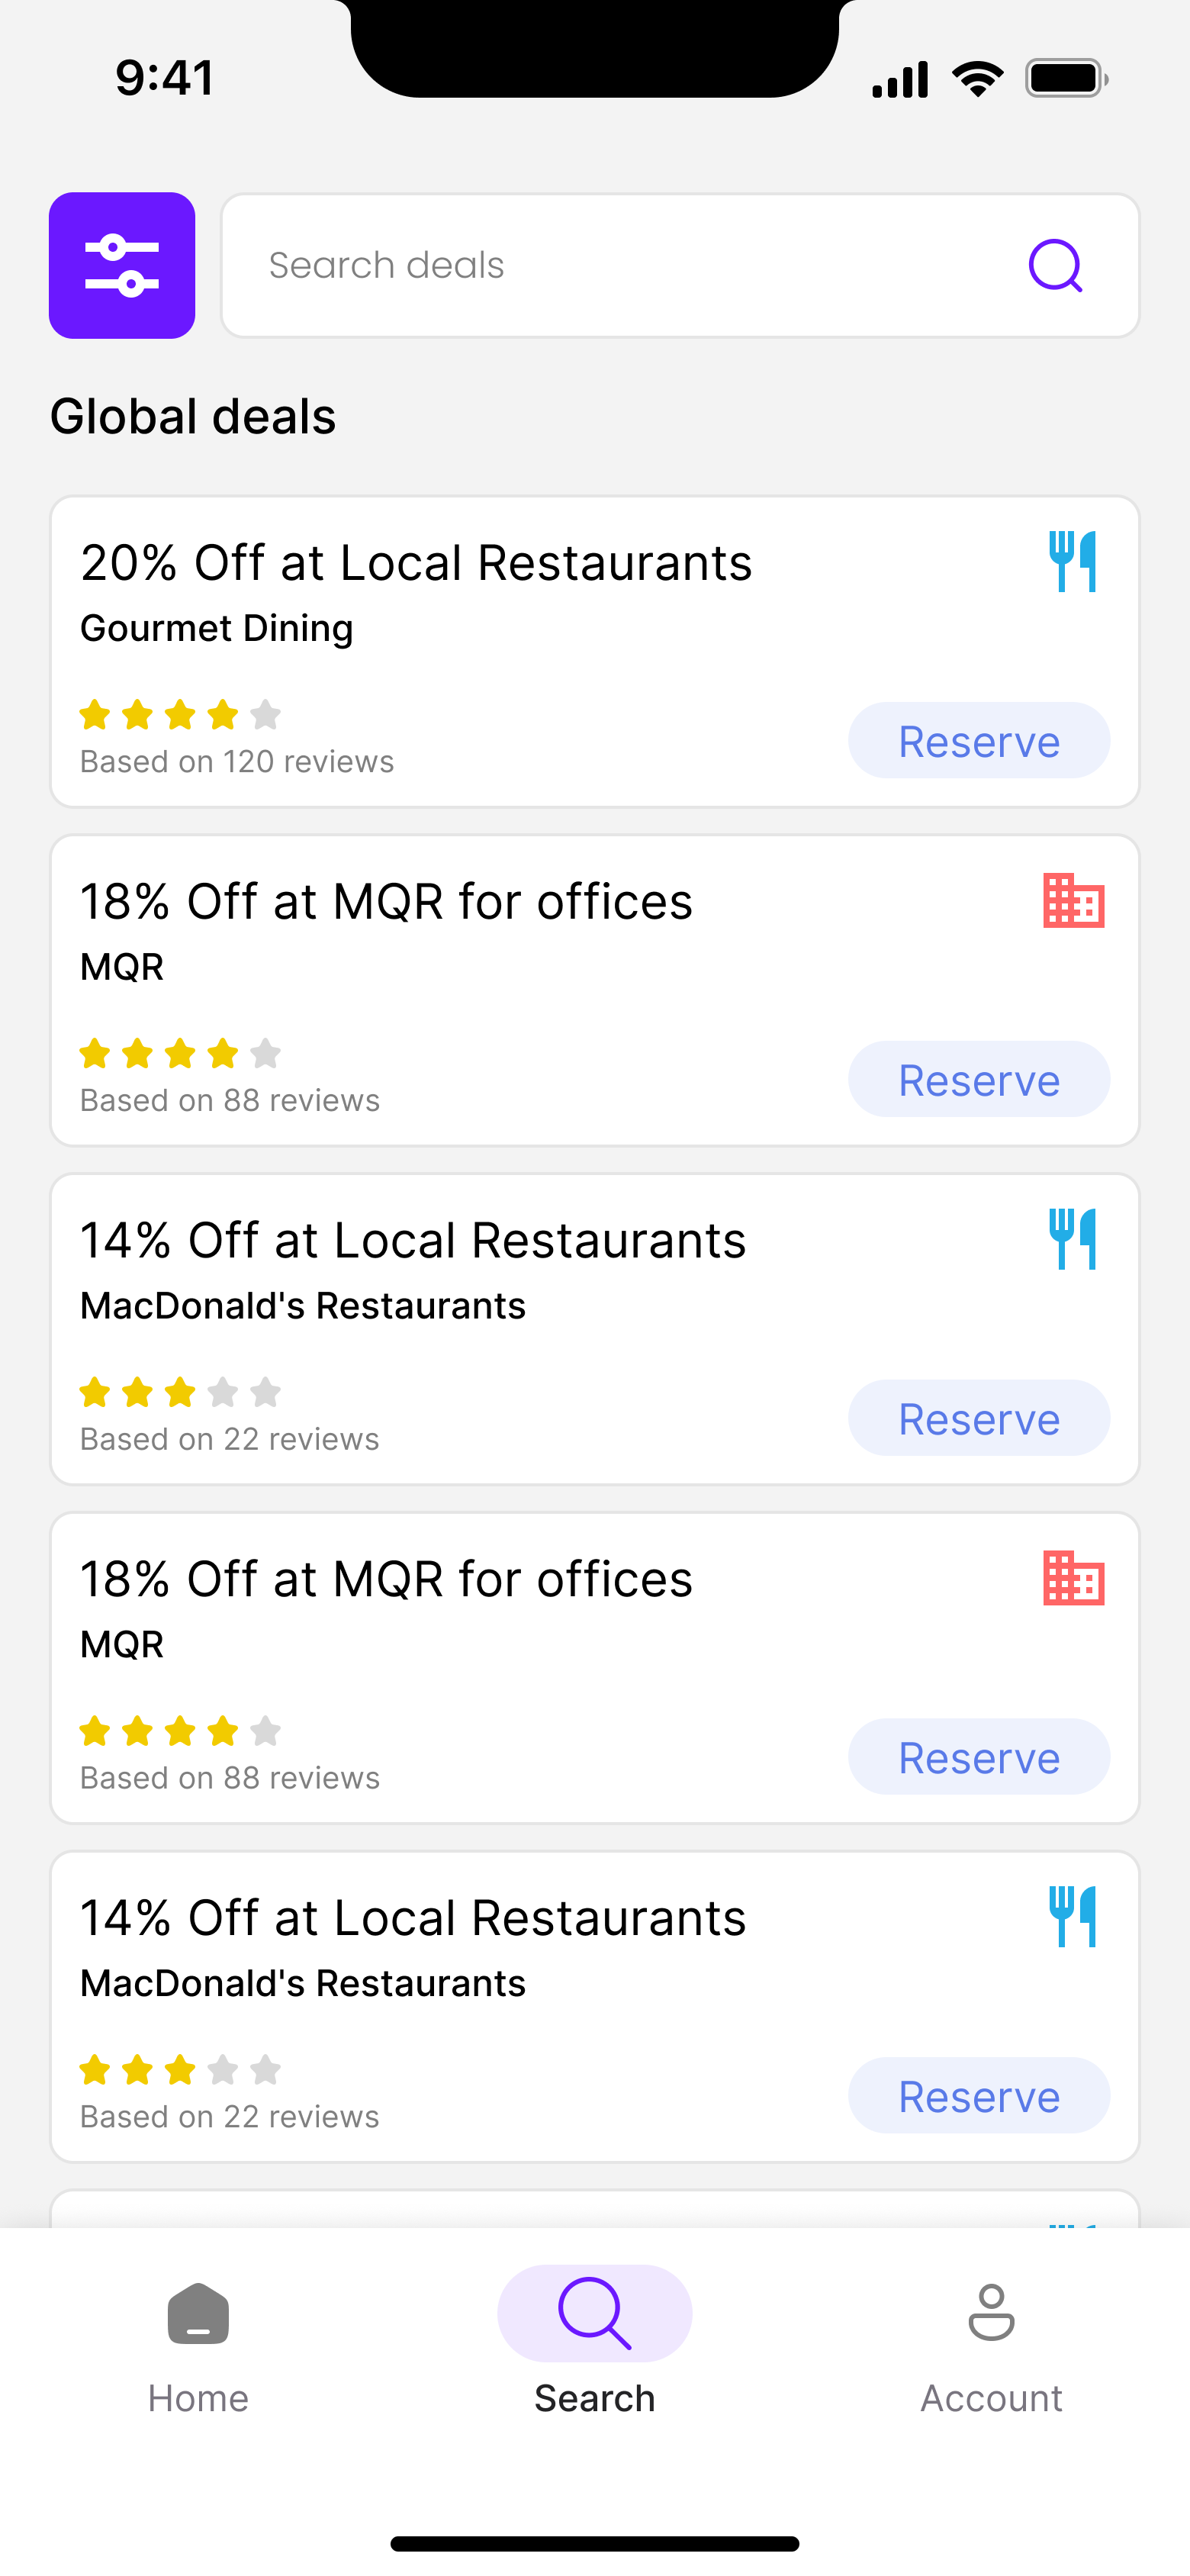 9:41
Search deals
Global deals
20% Off at Local Restaurants
Gourmet Dining
Based on 120 reviews
Reserve
18% Off at MQR for offices
MQR
Based on 88 reviews
Reserve
14% Off at Local Restaurants
MacDonald's Restaurants
Based on 22 reviews
Reserve
18% Off at MQR for offices
MQR
Based on 88 reviews
Reserve
14% Off at Local Restaurants
MacDonald's Restaurants
Based on 22 reviews
Reserve
Home
Search
Account